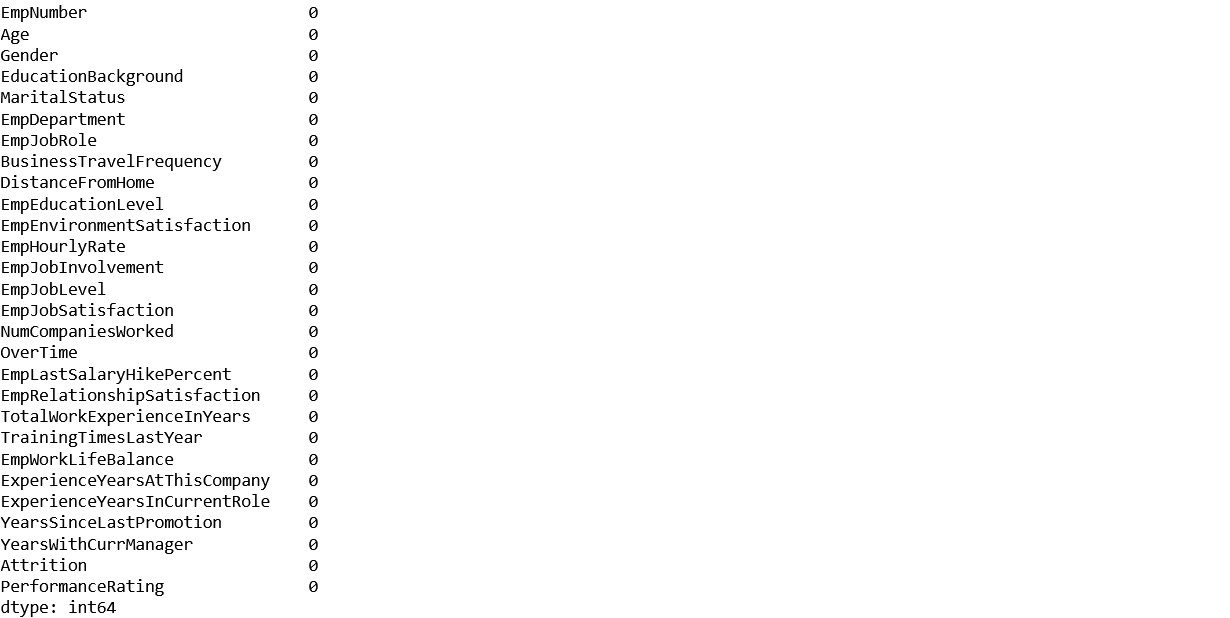 EmpNumber 0
Age 0
Gender 0
EducationBackground 0
MaritalStatus 0
EmpDepartment 0
EmpJobRole 0
BusinessTravelFrequency 0
DistanceFromHome 0
EmpEducationLevel 0
EmpEnvironmentSatisfaction 0
EmpHourlyRate 0
EmpJobInvolvement 0
EmpJobLevel 0
EmpJobSatisfaction 0
NumCompaniesWorked 0
OverTime 0
EmpLastSalaryHikePercent 0
EmpRelationshipSatisfaction 0
TotalWorkExperienceInYears 0
TrainingTimesLastYear 0
EmpWorkLifeBalance 0
ExperienceYearsAtThisCompany 0
ExperienceYearsInCurrentRole 0
YearsSinceLastPromotion 0
YearsWithCurrManager 0
Attrition 0
PerformanceRating 0
dtype: int64